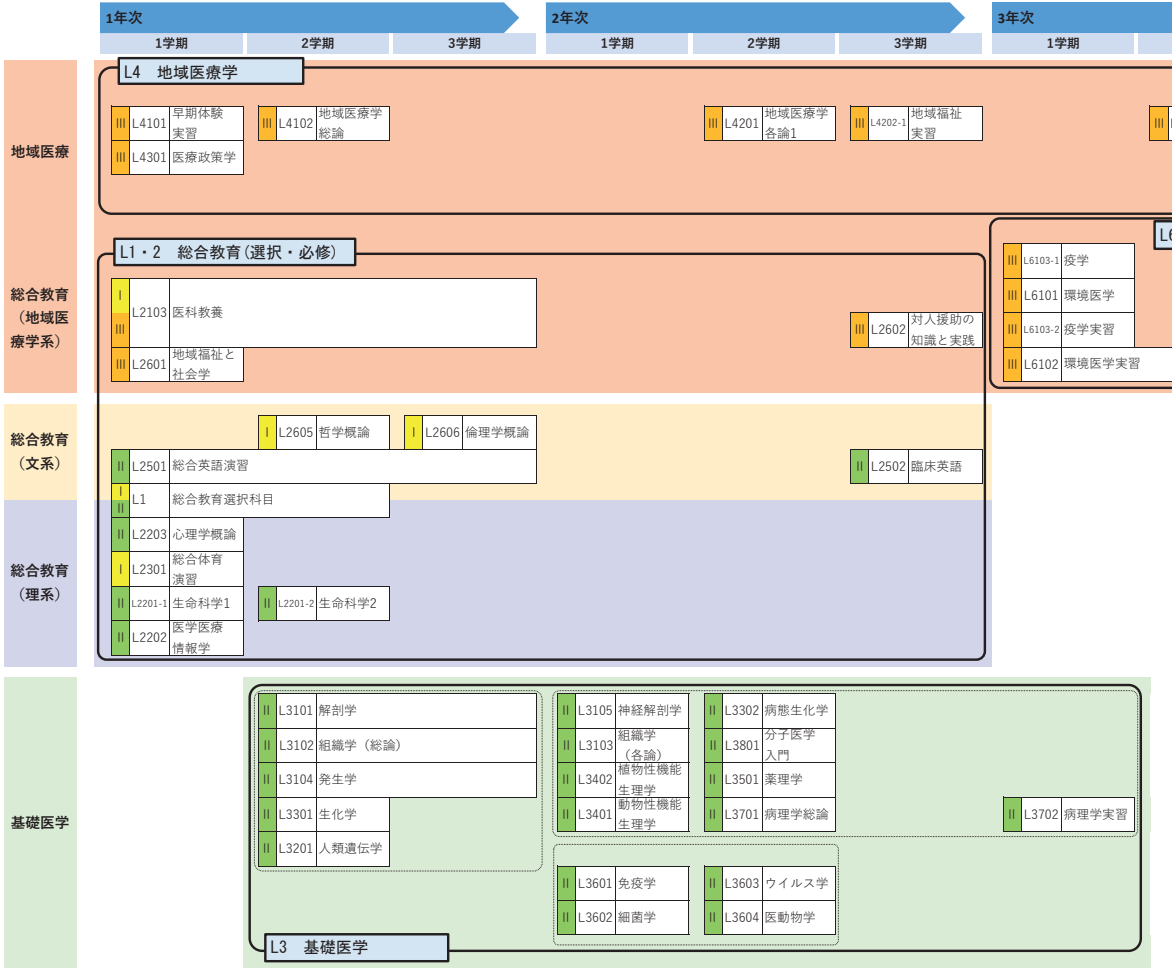 1年次
2年次
3年次
1学期
2学期
3学期
1学期
2学期
3学期
1学期
地域医療
L4 地域医療学
III L4101 早期体験
実習
III L4102 地域医療学
総論
III L4201 地域医療学
各論1
III L4202-1 地域福祉
実習
III
III L4301 医療政策学
総合教育
（地域医
療学系）
L1・2 総合教育(選択・必修)
L6
I
III
L2103 医科教養
III L2601 地域福祉と
社会学
III L2602 対人援助の
知識と実践
III L6103-1 疫学
III L6101 環境医学
III L6103-2 疫学実習
III L6102 環境医学実習
総合教育
（文系）
I L2605 哲学概論
I L2606 倫理学概論
II L2501 総合英語演習
II L2502 臨床英語
I
II
L1 総合教育選択科目
総合教育
（理系）
II L2203 心理学概論
I L2301 総合体育
演習
II L2201-1 生命科学1
II L2201-2 生命科学2
II L2202 医学医療
情報学
基礎医学
II L3101 解剖学
II L3102 組織学（総論）
II L3104 発生学
II L3301 生化学
II L3201 人類遺伝学
II L3105 神経解剖学
II L3103 組織学
（各論）
II L3402 植物性機能
生理学
II L3401 動物性機能
生理学
II L3302 病態生化学
II L3801 分子医学
入門
II L3501 薬理学
II L3701 病理学総論
II L3702 病理学実習
II L3601 免疫学
II L3603 ウイルス学
II L3602 細菌学
II L3604 医動物学
L3 基礎医学